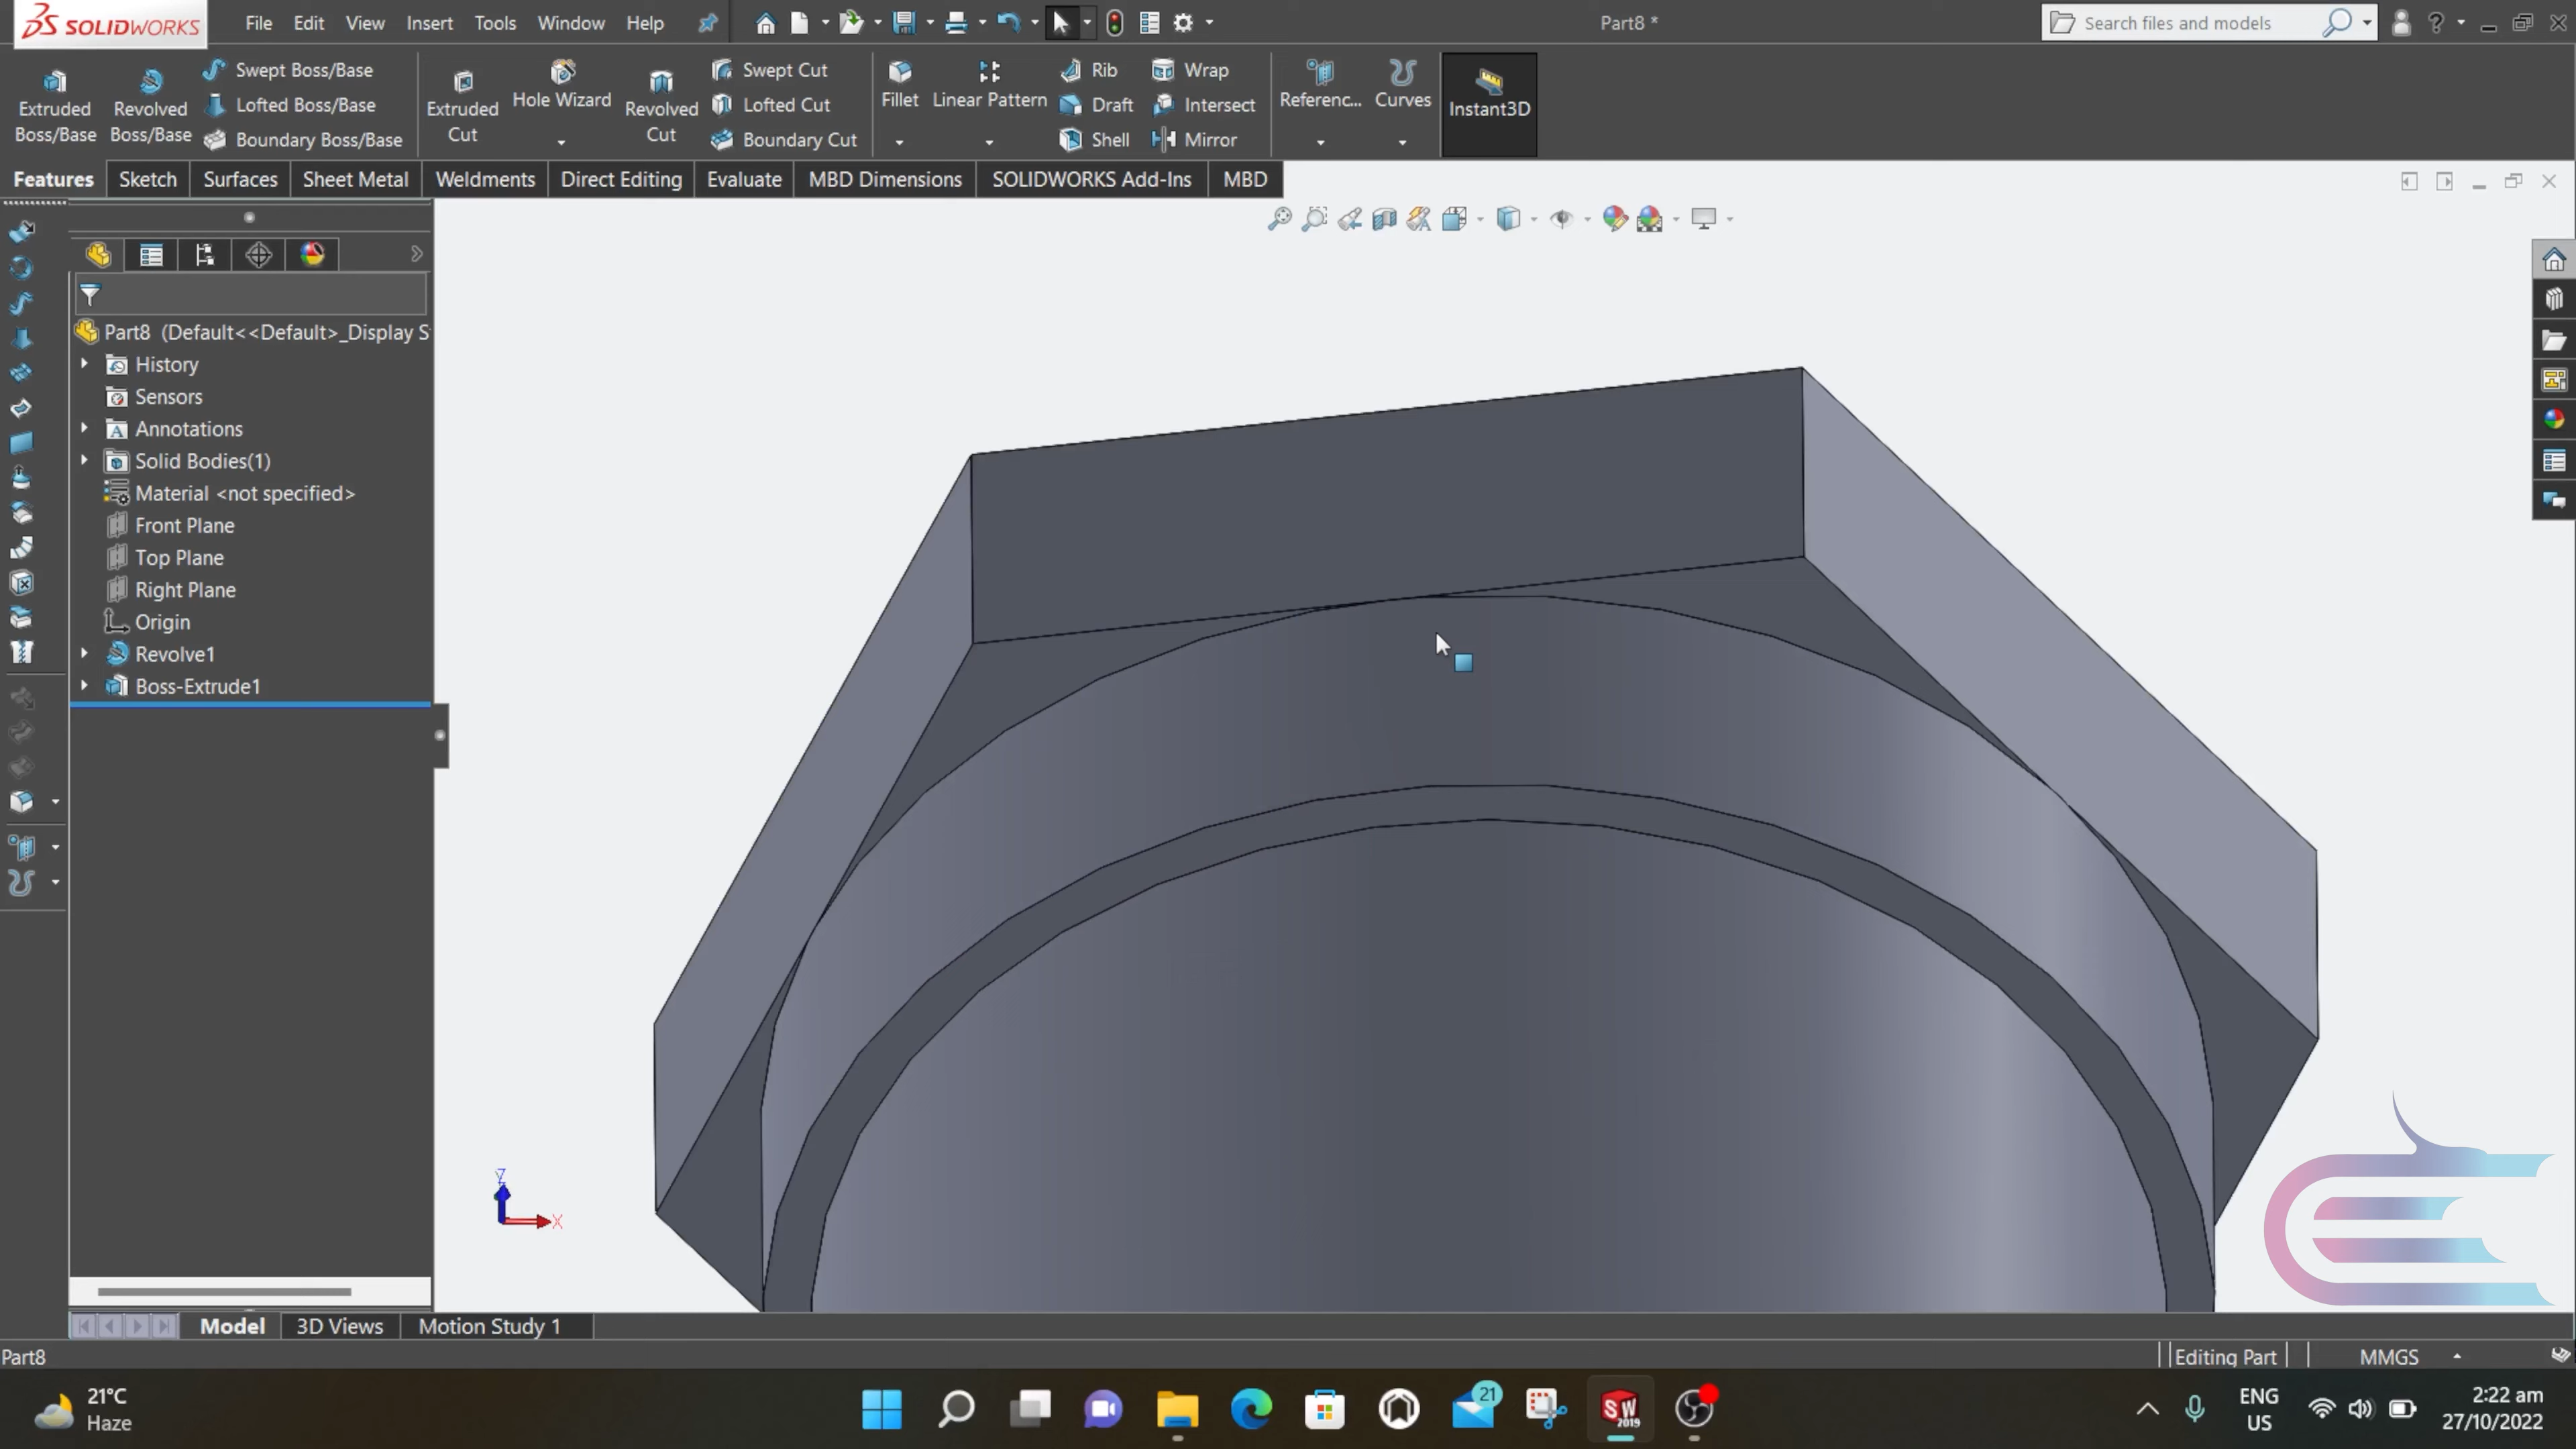 SOLIDWORKS File Edit View Insert Tools Window Help Part8 * Search files and models
Extruded Boss/Base
Revolved Boss/Base
Swept Boss/Base
Lofted Boss/Base
Boundary Boss/Base
Extruded Cut
Hole Wizard
Revolved Cut
Swept Cut
Lofted Cut
Boundary Cut
Fillet
Linear Pattern
Rib
Draft
Shell
Wrap
Intersect
Mirror
Referenc...
Curves
Instant3D
Features Sketch Surfaces Sheet Metal Weldments Direct Editing Evaluate MBD Dimensions SOLIDWORKS Add-Ins MBD
Part8 (Default<<Default>_Display S
History
Sensors
Annotations
Solid Bodies(1)
Material <not specified>
Front Plane
Top Plane
Right Plane
Origin
Revolve1
Boss-Extrude1
Z
X
Model 3D Views Motion Study 1
Part8 Editing Part MMGS
21°C
Haze
21
SW
2019
ENG
US
2:22 am
27/10/2022